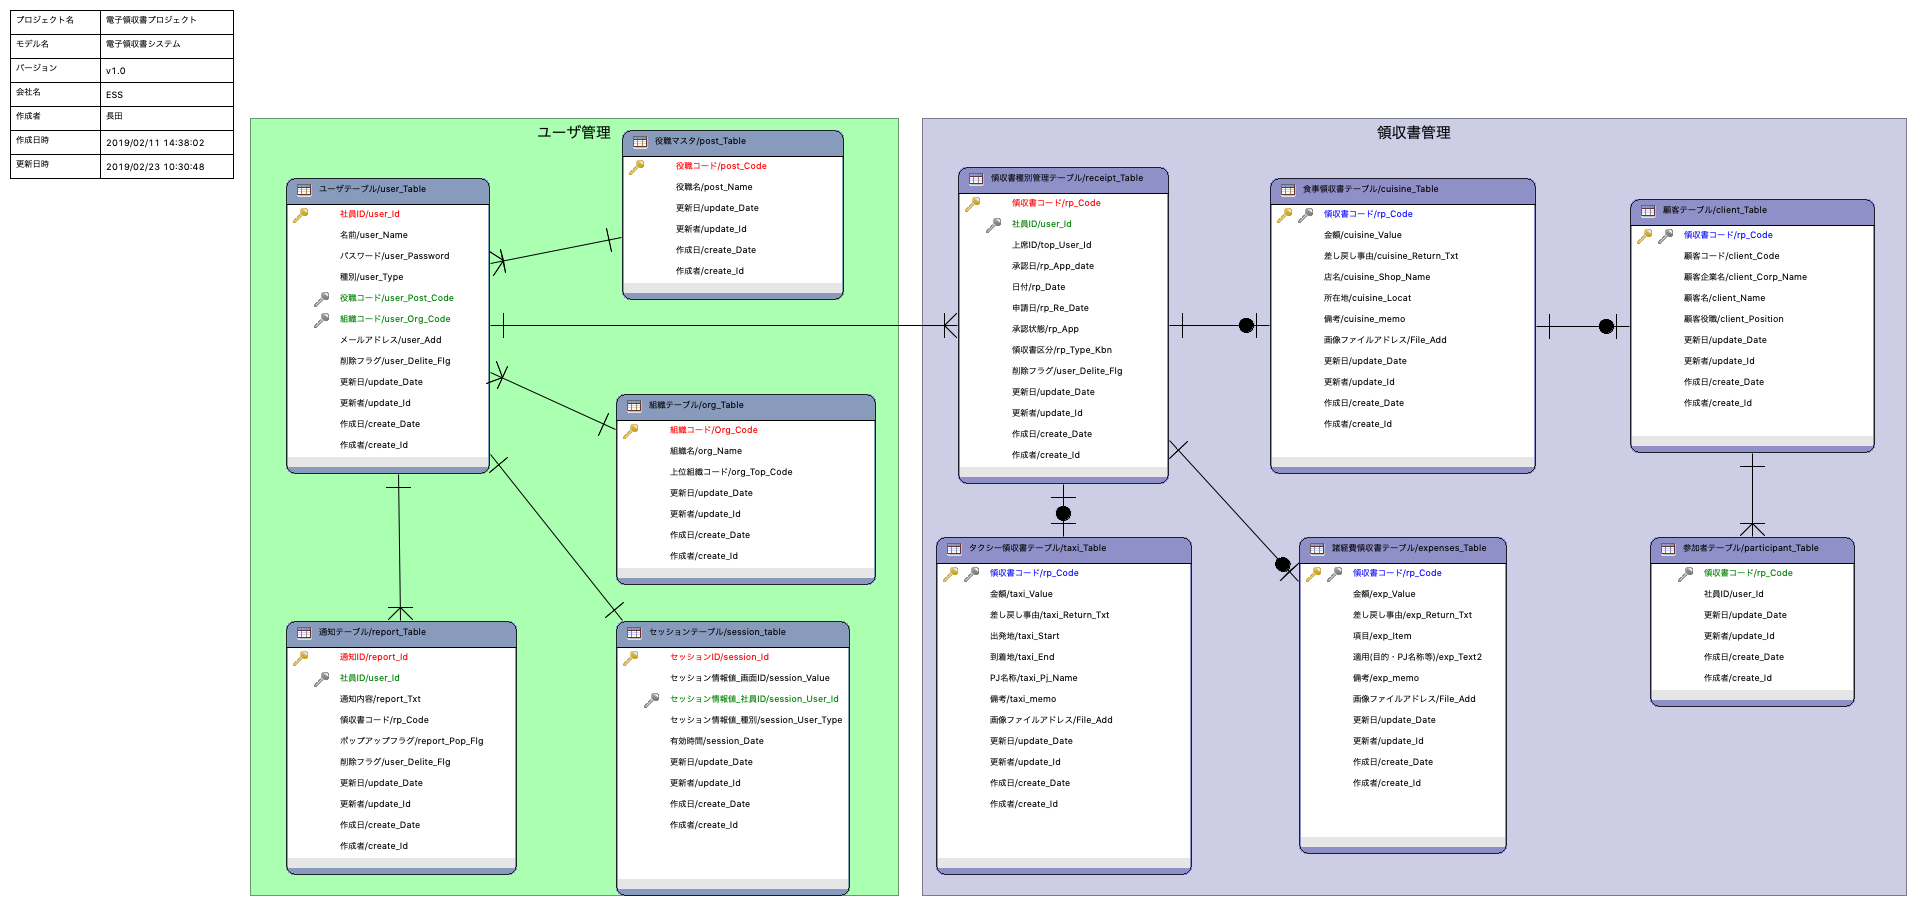 プロジェクト名 電子領収書プロジェクト
モデル名 電子領収書システム
バージョン v1.0
会社名 ESS
作成者 長田
作成日時 2019/02/11 14:38:02
更新日時 2019/02/23 10:30:48
ユーザ管理
役職マスタ/post_Table
役職コード/post_Code
役職名/post_Name
更新日/update_Date
更新者/update_Id
作成日/create_Date
作成者/create_Id
ユーザテーブル/user_Table
社員ID/user_Id
名前/user_Name
パスワード/user_Password
種別/user_Type
役職コード/user_Post_Code
組織コード/user_Org_Code
メールアドレス/user_Add
削除フラグ/user_Delite_Flg
更新日/update_Date
更新者/update_Id
作成日/create_Date
作成者/create_Id
組織テーブル/org_Table
組織コード/Org_Code
組織名/org_Name
上位組織コード/org_Top_Code
更新日/update_Date
更新者/update_Id
作成日/create_Date
作成者/create_Id
通知テーブル/report_Table
通知ID/report_Id
社員ID/user_Id
通知内容/report_Txt
領収書コード/rp_Code
ポップアップフラグ/report_Pop_Flg
削除フラグ/user_Delite_Flg
更新日/update_Date
更新者/update_Id
作成日/create_Date
作成者/create_Id
セッションテーブル/session_table
セッションID/session_Id
セッション情報値_画面ID/session_Value
セッション情報値_社員ID/session_User_Id
セッション情報値_種別/session_User_Type
有効時間/session_Date
更新日/update_Date
更新者/update_Id
作成日/create_Date
作成者/create_Id
領収書管理
領収書種別管理テーブル/receipt_Table
領収書コード/rp_Code
社員ID/user_Id
上席ID/top_User_Id
承認日/rp_App_date
日付/rp_Date
申請日/rp_Re_Date
承認状態/rp_App
領収書区分/rp_Type_Kbn
削除フラグ/user_Delite_Flg
更新日/update_Date
更新者/update_Id
作成日/create_Date
作成者/create_Id
食事領収書テーブル/cuisine_Table
領収書コード/rp_Code
金額/cuisine_Value
差し戻し事由/cuisine_Return_Txt
店名/cuisine_Shop_Name
所在地/cuisine_Locat
備考/cuisine_memo
画像ファイルアドレス/File_Add
更新日/update_Date
更新者/update_Id
作成日/create_Date
作成者/create_Id
顧客テーブル/client_Table
領収書コード/rp_Code
顧客コード/client_Code
顧客企業名/client_Corp_Name
顧客名/client_Name
顧客役職/client_Position
更新日/update_Date
更新者/update_Id
作成日/create_Date
作成者/create_Id
タクシー領収書テーブル/taxi_Table
領収書コード/rp_Code
金額/taxi_Value
差し戻し事由/taxi_Return_Txt
出発地/taxi_Start
到着地/taxi_End
PJ名称/taxi_Pj_Name
備考/taxi_memo
画像ファイルアドレス/File_Add
更新日/update_Date
更新者/update_Id
作成日/create_Date
作成者/create_Id
諸経費領収書テーブル/expenses_Table
領収書コード/rp_Code
金額/exp_Value
差し戻し事由/exp_Return_Txt
項目/exp_Item
適用(目的・PJ名称等)/exp_Text2
備考/exp_memo
画像ファイルアドレス/File_Add
更新日/update_Date
更新者/update_Id
作成日/create_Date
作成者/create_Id
参加者テーブル/participant_Table
領収書コード/rp_Code
社員ID/user_Id
更新日/update_Date
更新者/update_Id
作成日/create_Date
作成者/create_Id